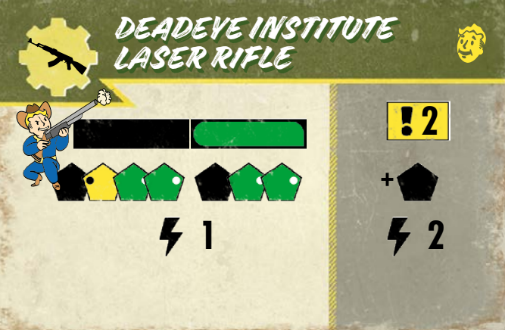 DEADEYE INSTITUTE
LASER RIFLE
! 2
+
1
2